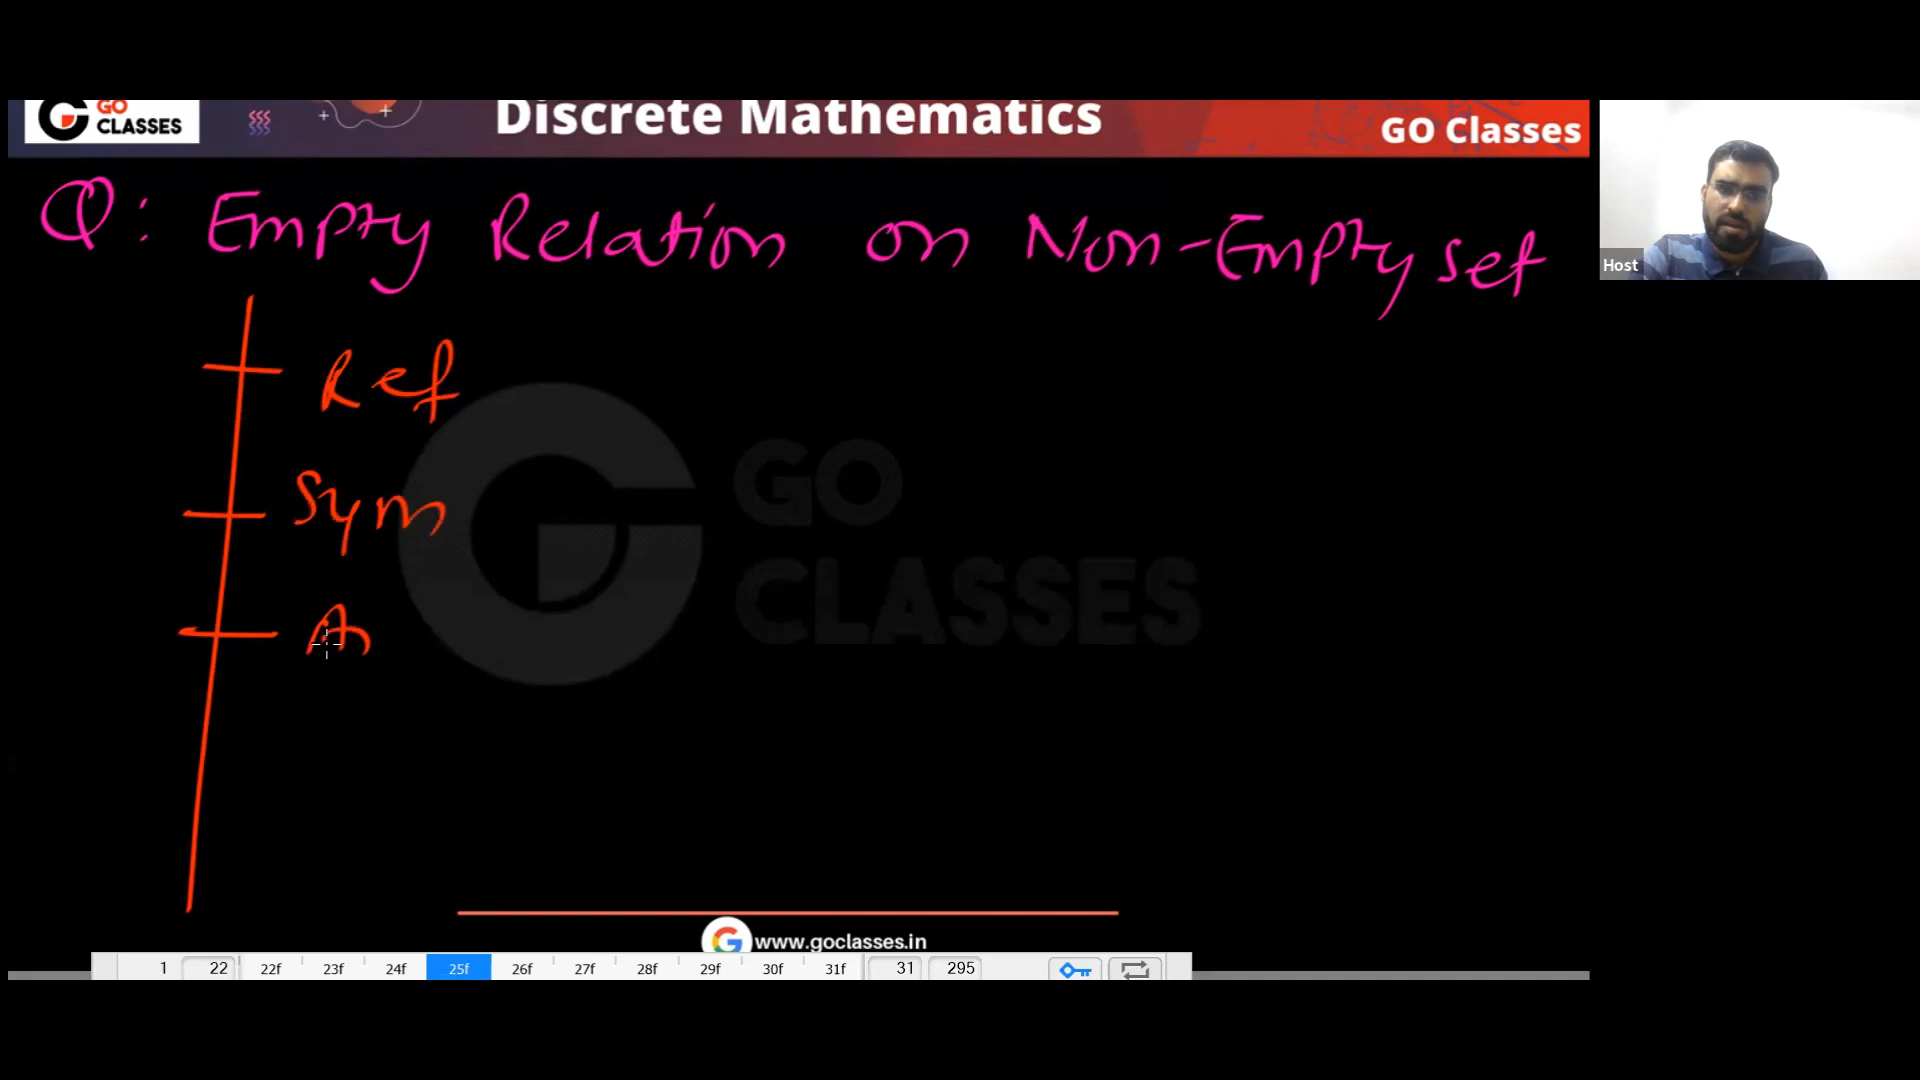 GO
CLASSES
Discrete Mathematics
GO Classes
Q: Empty Relation on Non-Empty set
Host
Ref
Sym
A
GO
CLASSES
www.goclasses.in
1 22 22f 23f 24f 25f 26f 27f 28f 29f 30f 31f 31 295